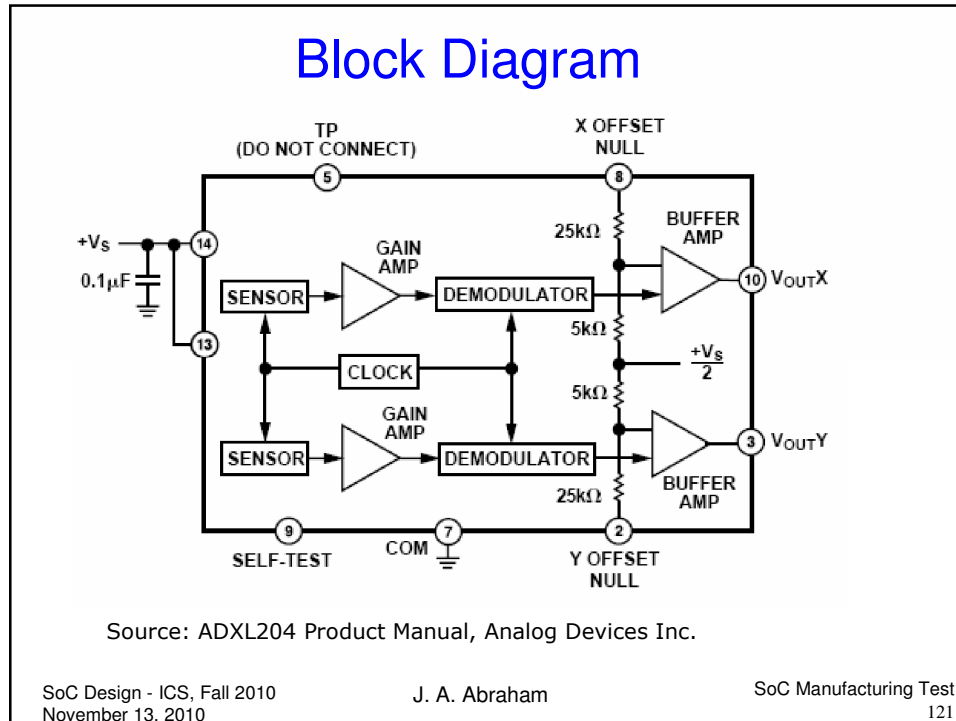 Block Diagram
TP
(DO NOT CONNECT)
X OFFSET
NULL
5
8
+VS
14
0.1µF
13
25kΩ
BUFFER
AMP
GAIN
AMP
SENSOR
DEMODULATOR
10
VOUTX
5kΩ
CLOCK
+VS
2
5kΩ
GAIN
AMP
SENSOR
DEMODULATOR
3
VOUTY
BUFFER
AMP
25kΩ
9
7
2
SELF-TEST
COM
Y OFFSET
NULL
Source: ADXL204 Product Manual, Analog Devices Inc.
SoC Design - ICS, Fall 2010
November 13, 2010
J. A. Abraham
SoC Manufacturing Test
121